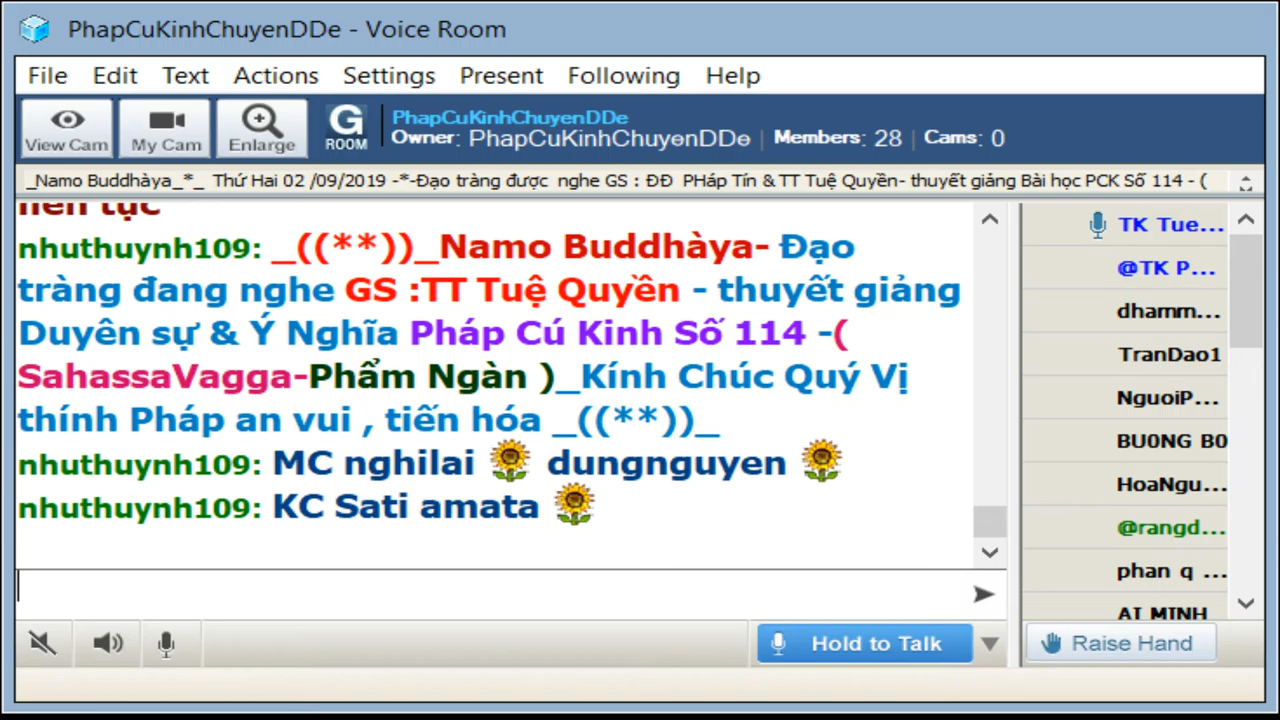 PhapCuKinhChuyenDDe - Voice Room
File Edit Text Actions Settings Present Following Help
View Cam My Cam Enlarge G ROOM
PhapCuKinhChuyenDDe
Owner: PhapCuKinhChuyenDDe | Members: 28 | Cams: 0
_Namo Buddhàya_*_ Thứ Hai 02 /09/2019 -*-Đạo tràng được nghe GS : ĐĐ PHáp Tín & TT Tuệ Quyền- thuyết giảng Bài học PCK Số 114 - (
liên tục
nhuthuynh109: _((**))_Namo Buddhàya- Đạo
tràng đang nghe GS :TT Tuệ Quyền - thuyết giảng
Duyên sự & Ý Nghĩa Pháp Cú Kinh Số 114 -(
SahassaVagga-Phẩm Ngàn )_Kính Chúc Quý Vị
thính Pháp an vui , tiến hóa _((**))_
nhuthuynh109: MC nghilai dungnguyen
nhuthuynh109: KC Sati amata
TK Tue...
@TK P...
dhamm...
TranDao1
NguoiP...
BU0NG B0
HoaNgu...
@rangd...
phan q ...
AI MINH
Hold to Talk
Raise Hand